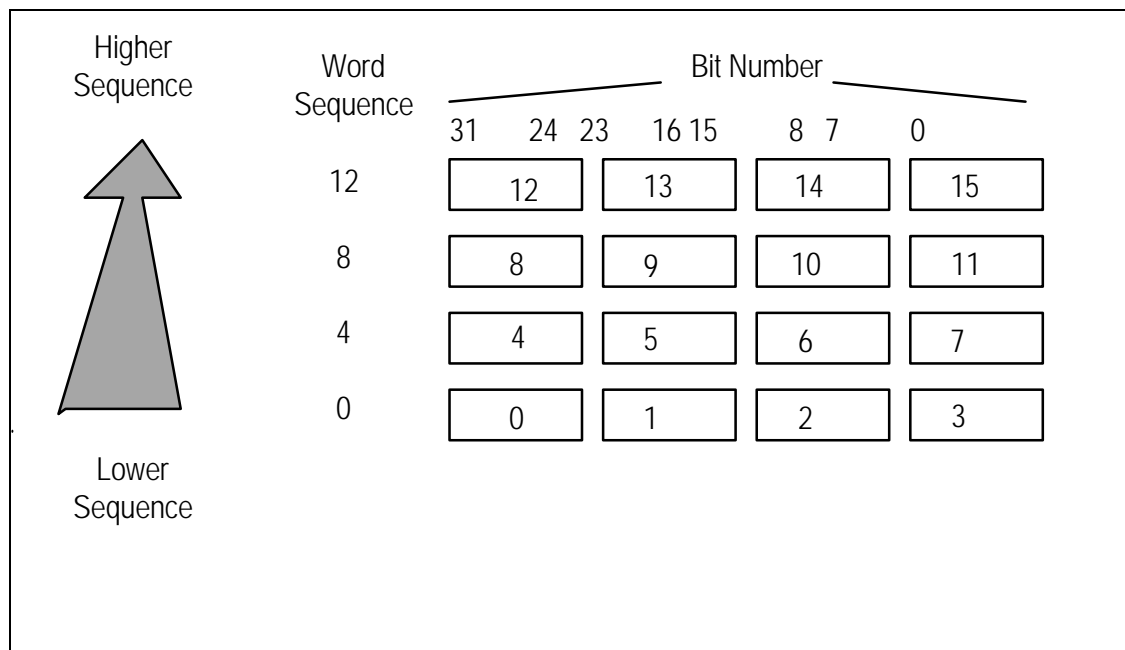 Higher
Sequence
Word
Sequence
Bit Number
31 24 23 16 15 8 7 0
12 12 13 14 15
8 8 9 10 11
4 4 5 6 7
0 0 1 2 3
Lower
Sequence